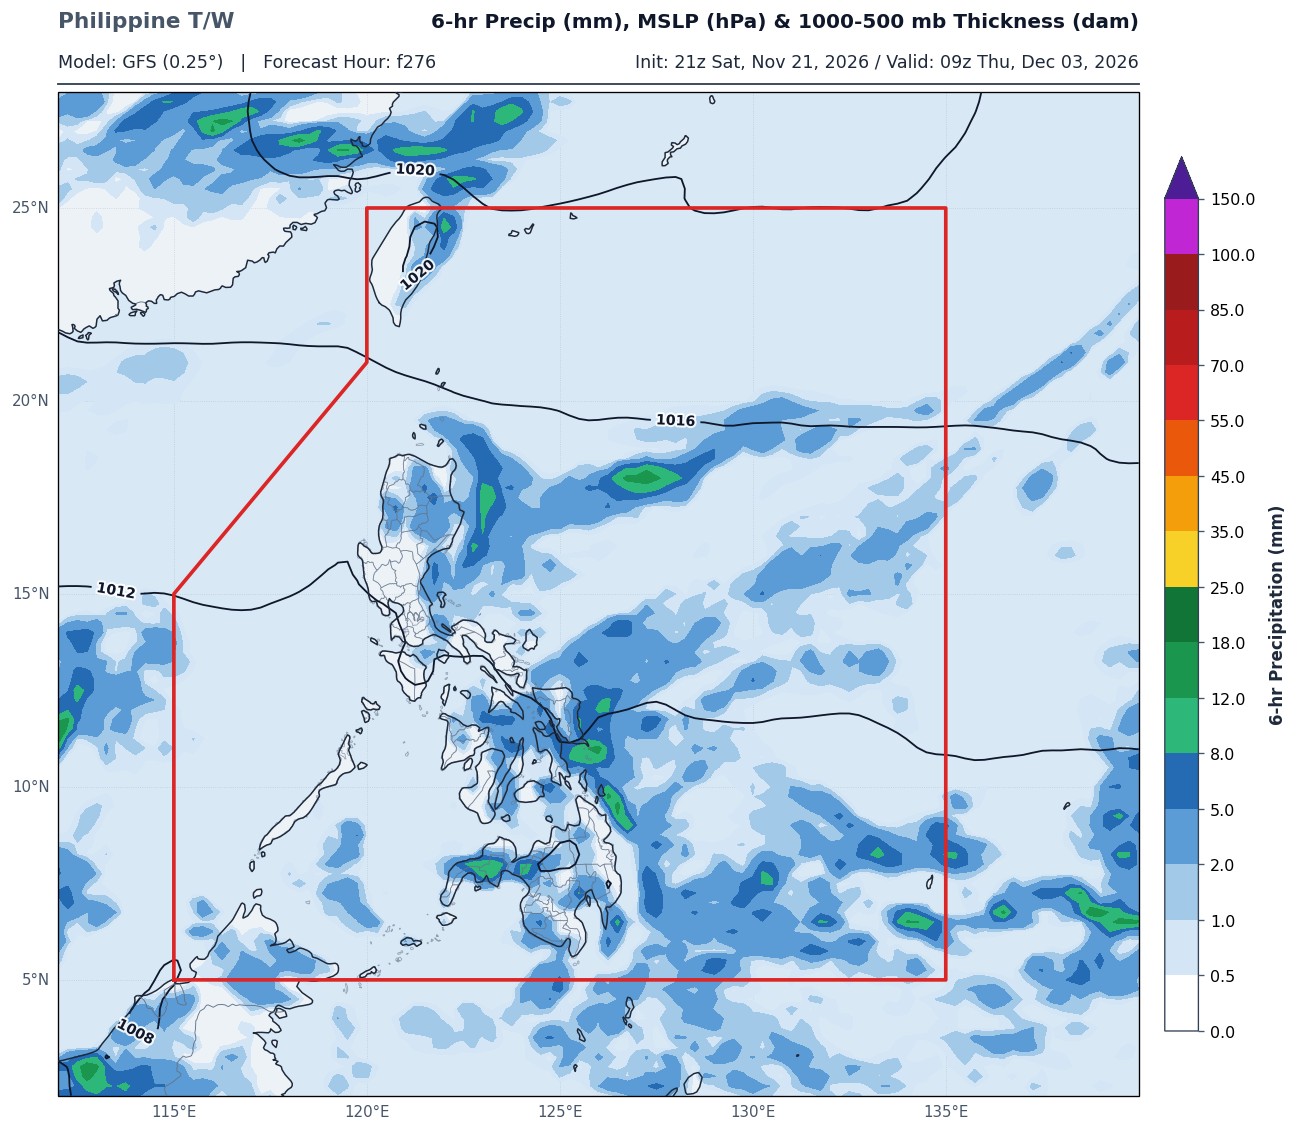 Philippine T/W
6-hr Precip (mm), MSLP (hPa) & 1000-500 mb Thickness (dam)
Model: GFS (0.25°) | Forecast Hour: f276
Init: 21z Sat, Nov 21, 2026 / Valid: 09z Thu, Dec 03, 2026
1020
1020
1016
1012
1008
25°N
20°N
15°N
10°N
5°N
115°E
120°E
125°E
130°E
135°E
150.0
100.0
85.0
70.0
55.0
45.0
35.0
25.0
18.0
12.0
8.0
5.0
2.0
1.0
0.5
0.0
6-hr Precipitation (mm)